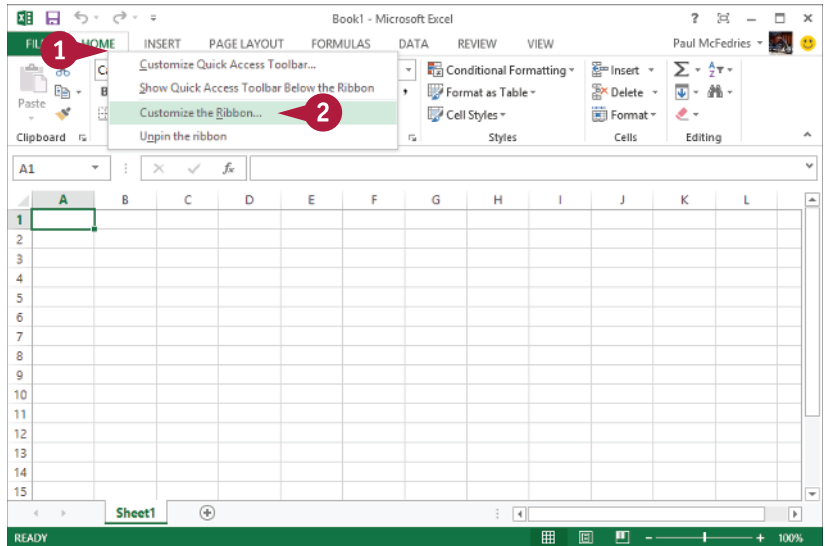 Book1 - Microsoft Excel
?
1
HOME INSERT PAGE LAYOUT FORMULAS DATA REVIEW VIEW Paul McFedries
Customize Quick Access Toolbar...
Show Quick Access Toolbar Below the Ribbon
Customize the Ribbon...
2
Unpin the ribbon
Paste
B
Conditional Formatting
Format as Table
Cell Styles
Insert
Delete
Format
Clipboard Styles Cells Editing
A1 fx
A B C D E F G H I J K L
1
2
3
4
5
6
7
8
9
10
11
12
13
14
15
Sheet1
READY 100%